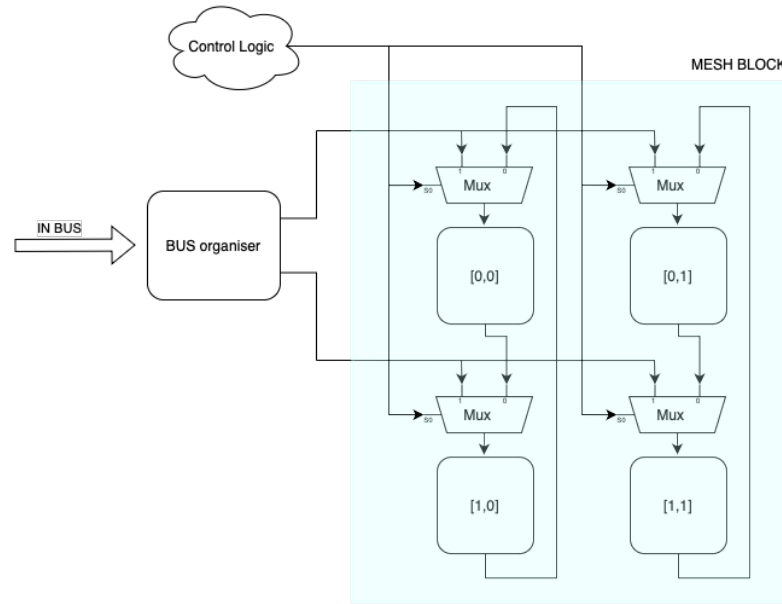 Control Logic
MESH BLOCK
1 0
1 0
Mux
Mux
S0
S0
IN BUS
BUS organiser
[0,0]
[0,1]
1 0
1 0
Mux
Mux
S0
S0
[1,0]
[1,1]